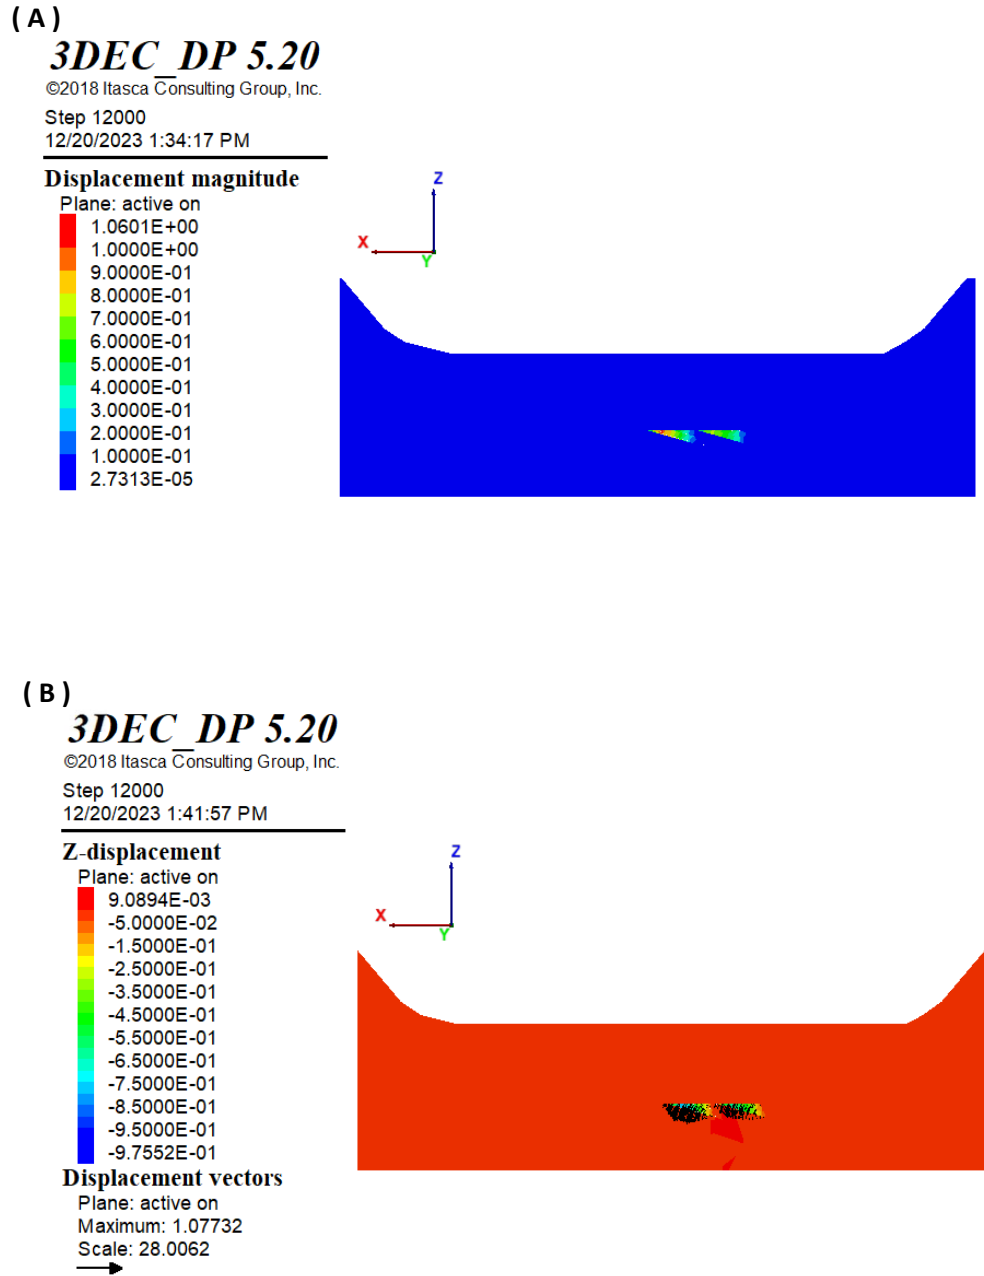 ( A )
3DEC_DP 5.20
©2018 Itasca Consulting Group, Inc.
Step 12000
12/20/2023 1:34:17 PM
Displacement magnitude
Plane: active on
1.0601E+00
1.0000E+00
9.0000E-01
8.0000E-01
7.0000E-01
6.0000E-01
5.0000E-01
4.0000E-01
3.0000E-01
2.0000E-01
1.0000E-01
2.7313E-05
Z
X
Y
( B )
3DEC_DP 5.20
©2018 Itasca Consulting Group, Inc.
Step 12000
12/20/2023 1:41:57 PM
Z-displacement
Plane: active on
9.0894E-03
-5.0000E-02
-1.5000E-01
-2.5000E-01
-3.5000E-01
-4.5000E-01
-5.5000E-01
-6.5000E-01
-7.5000E-01
-8.5000E-01
-9.5000E-01
-9.7552E-01
Displacement vectors
Plane: active on
Maximum: 1.07732
Scale: 28.0062
Z
X
Y